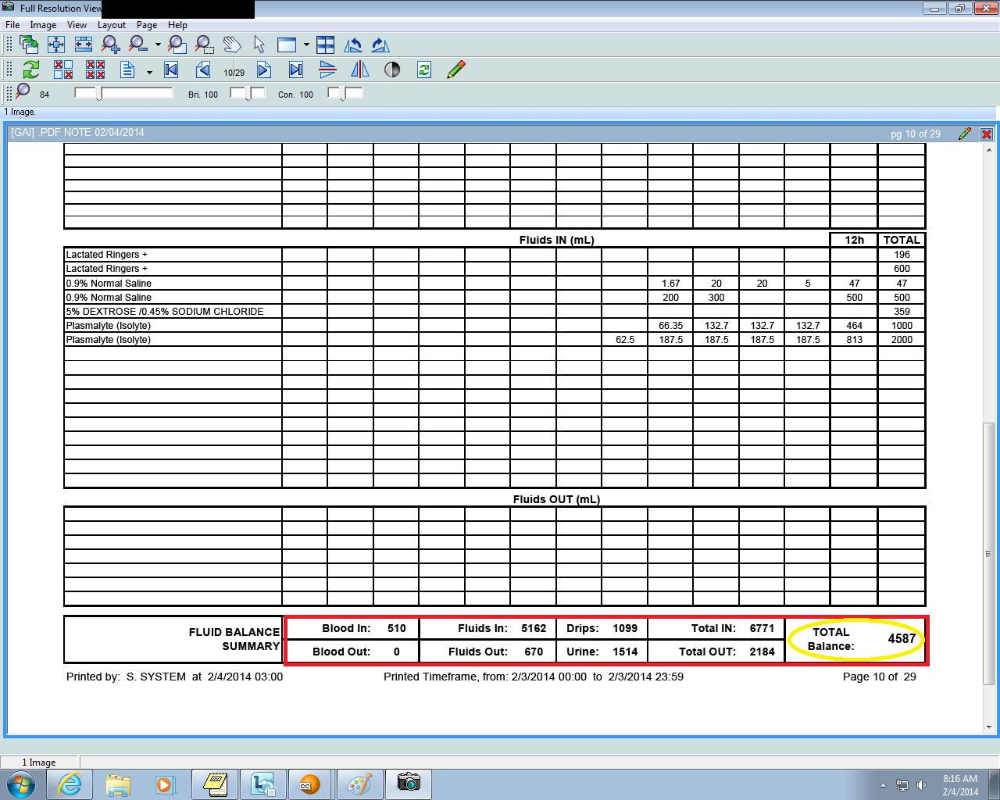 Full Resolution View
File Image View Layout Page Help
10/29
84 Bri. 100 Con. 100
1 Image.
[GAI] .PDF NOTE 02/04/2014 pg 10 of 29
Fluids IN (mL) 12h TOTAL
Lactated Ringers + 196
Lactated Ringers + 600
0.9% Normal Saline 1.67 20 20 5 47 47
0.9% Normal Saline 200 300 500 500
5% DEXTROSE /0.45% SODIUM CHLORIDE 359
Plasmalyte (Isolyte) 66.35 132.7 132.7 132.7 464 1000
Plasmalyte (Isolyte) 62.5 187.5 187.5 187.5 187.5 813 2000
Fluids OUT (mL)
FLUID BALANCE SUMMARY
Blood In: 510 Fluids In: 5162 Drips: 1099 Total IN: 6771
Blood Out: 0 Fluids Out: 670 Urine: 1514 Total OUT: 2184
TOTAL Balance: 4587
Printed by: S. SYSTEM at 2/4/2014 03:00 Printed Timeframe, from: 2/3/2014 00:00 to 2/3/2014 23:59 Page 10 of 29
1 Image
CC
8:16 AM
2/4/2014